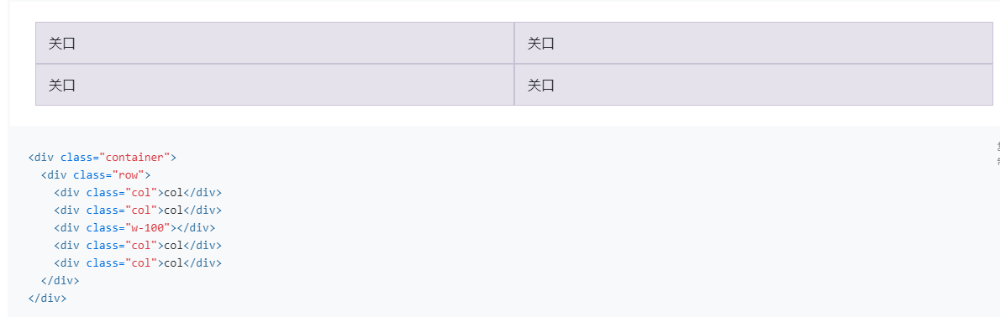 关口 关口
关口 关口
<div class="container">
  <div class="row">
    <div class="col">col</div>
    <div class="col">col</div>
    <div class="w-100"></div>
    <div class="col">col</div>
    <div class="col">col</div>
  </div>
</div>